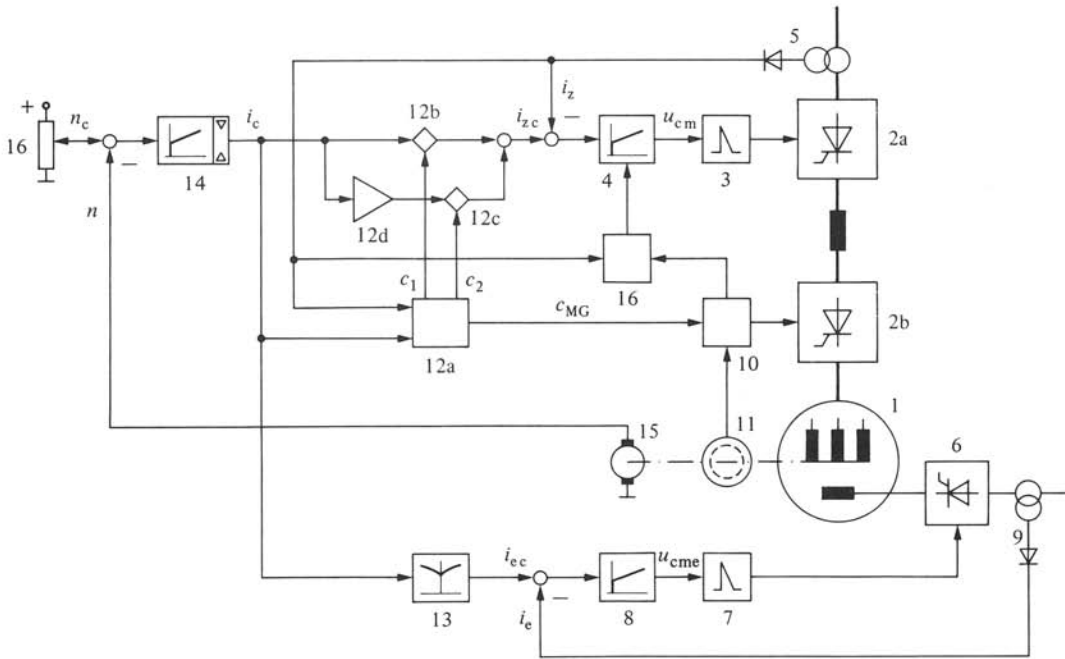 5
+
n_c
16
i_c
12b
i_zc
i_z
−
u_cm
2a
−
14
4
3
n
12d
12c
c_1
c_2
16
c_MG
2b
12a
10
15
11
1
6
i_ec
u_cme
9
−
13
i_e
8
7